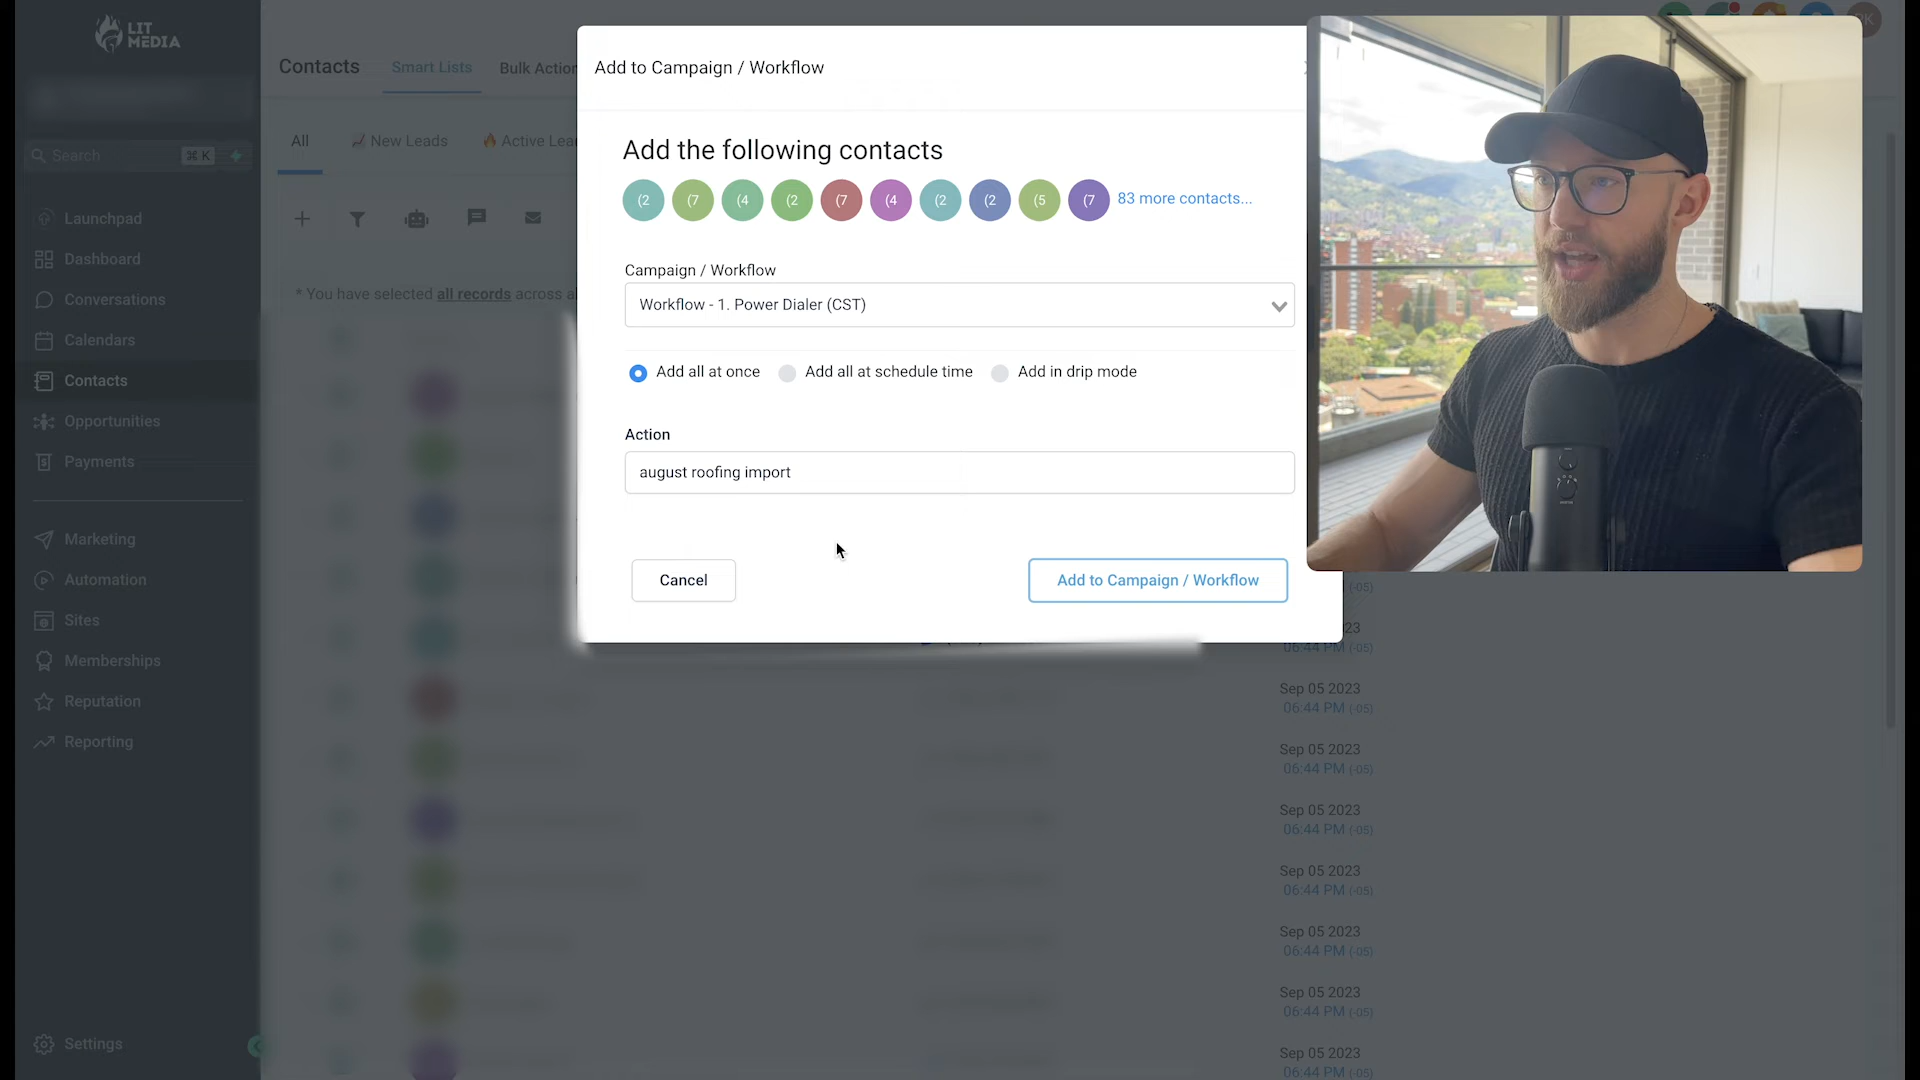 LIT
MEDIA
Search
⌘ K
Launchpad
Dashboard
Conversations
Calendars
Contacts
Opportunities
Payments
Marketing
Automation
Sites
Memberships
Reputation
Reporting
Settings
Contacts
Smart Lists
Bulk Action
All
New Leads
Active Lea
* You have selected all records across a
Add to Campaign / Workflow
Add the following contacts
(2 (7 (4 (2 (7 (4 (2 (2 (5 (7 83 more contacts...
Campaign / Workflow
Workflow - 1. Power Dialer (CST)
Add all at once
Add all at schedule time
Add in drip mode
Action
august roofing import
Cancel
Add to Campaign / Workflow
(-05)
23
06:44 PM (-05)
Sep 05 2023
06:44 PM (-05)
Sep 05 2023
06:44 PM (-05)
Sep 05 2023
06:44 PM (-05)
Sep 05 2023
06:44 PM (-05)
Sep 05 2023
06:44 PM (-05)
Sep 05 2023
06:44 PM (-05)
Sep 05 2023
06:44 PM (-05)